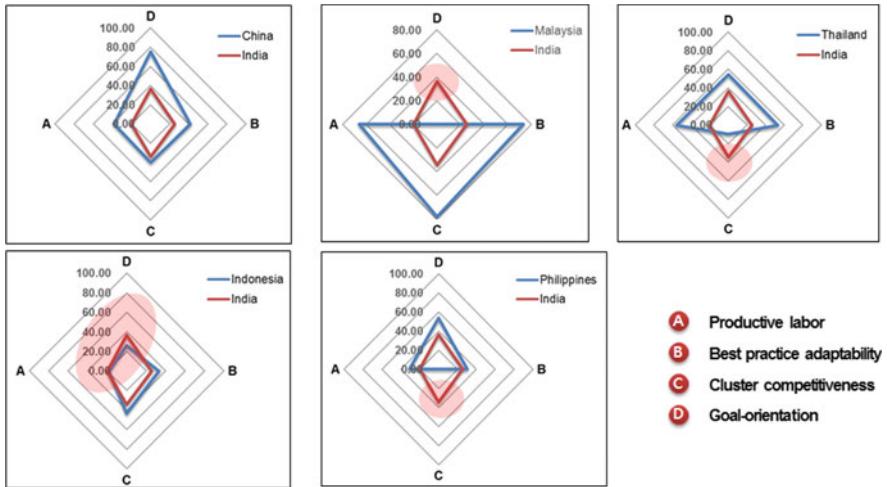 D
100.00
80.00
60.00
40.00
20.00
0.00
A
B
C
China
India
D
80.00
60.00
40.00
20.00
0.00
A
B
C
Malaysia
India
D
100.00
80.00
60.00
40.00
20.00
0.00
A
B
C
Thailand
India
D
100.00
80.00
60.00
40.00
20.00
0.00
A
B
C
Indonesia
India
D
100.00
80.00
60.00
40.00
20.00
0.00
A
B
C
Philippines
India
A Productive labor
B Best practice adaptability
C Cluster competitiveness
D Goal-orientation